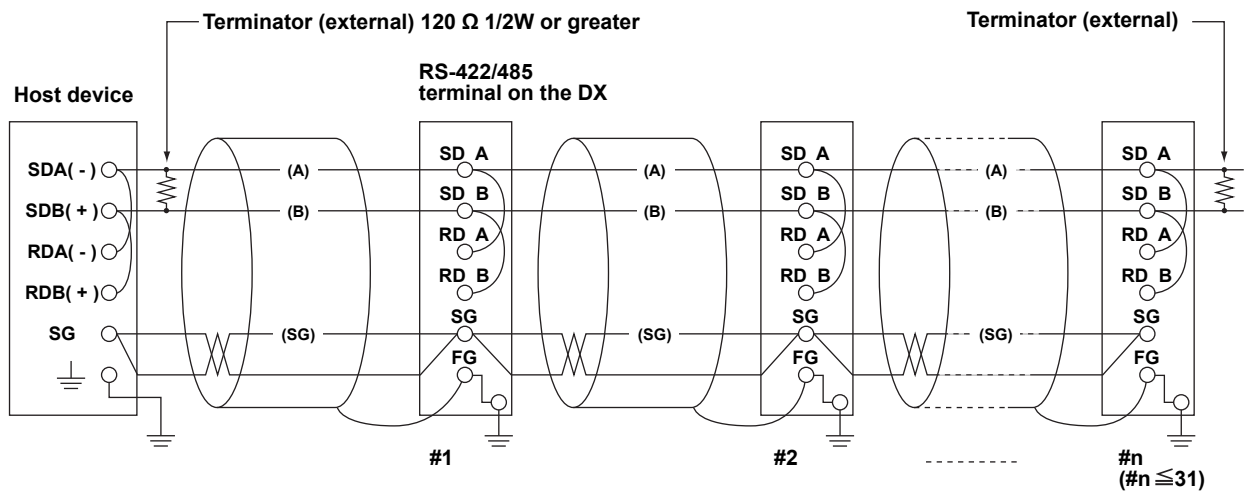 Terminator (external) 120 Ω 1/2W or greater
Terminator (external)
RS-422/485
terminal on the DX
Host device
SDA( - )
SDB( + )
RDA( - )
RDB( + )
SG
(A)
(B)
(SG)
SD A
SD B
RD A
RD B
SG
FG
#1
(A)
(B)
(SG)
SD A
SD B
RD A
RD B
SG
FG
#2
(A)
(B)
(SG)
SD A
SD B
RD A
RD B
SG
FG
#n
(#n ≦31)